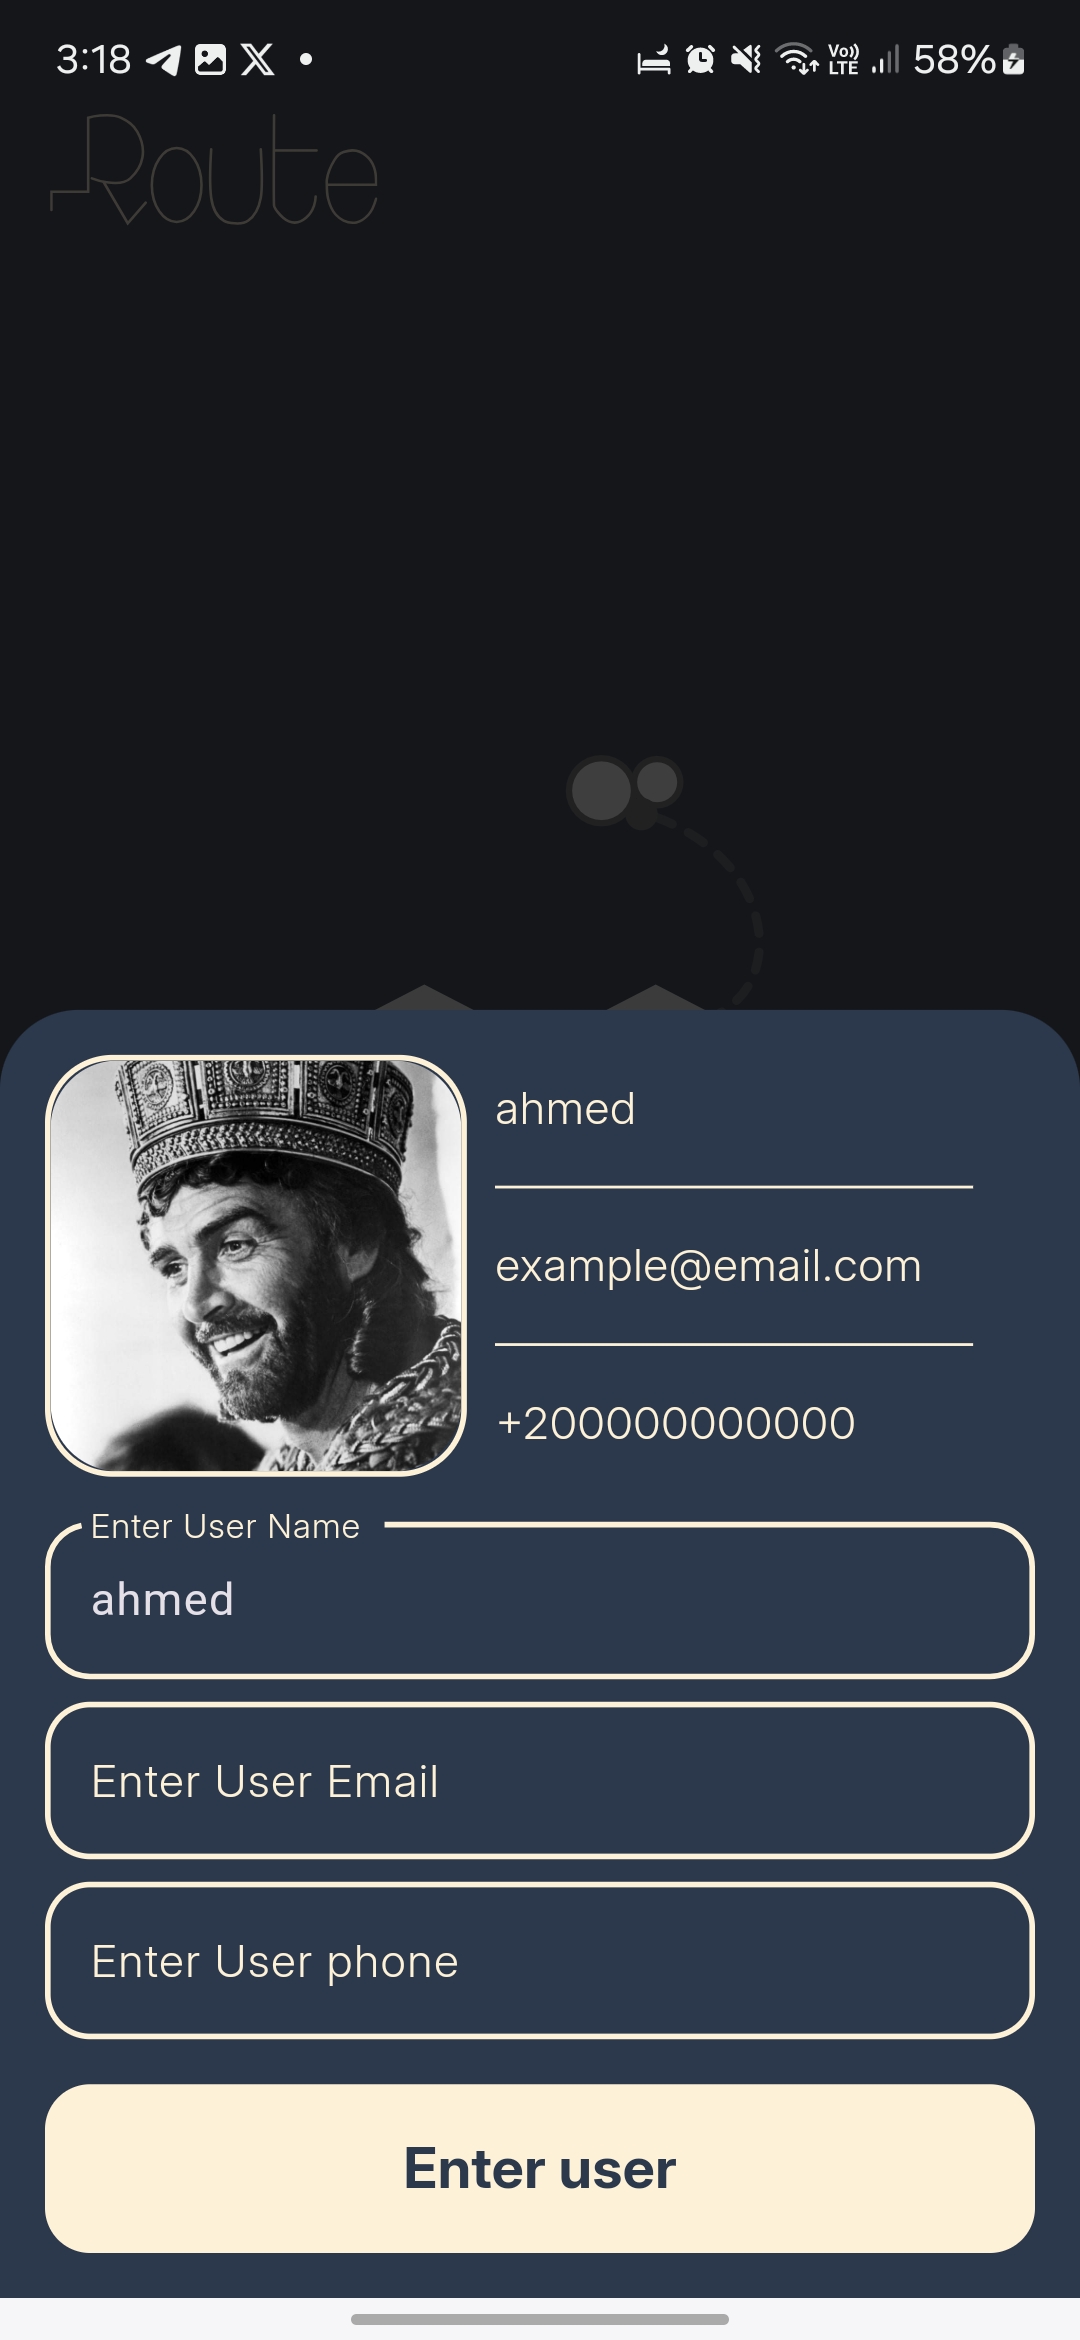 3:18
Vo)) LTE
58%
Route
ahmed
example@email.com
+200000000000
Enter User Name
ahmed
Enter User Email
Enter User phone
Enter user